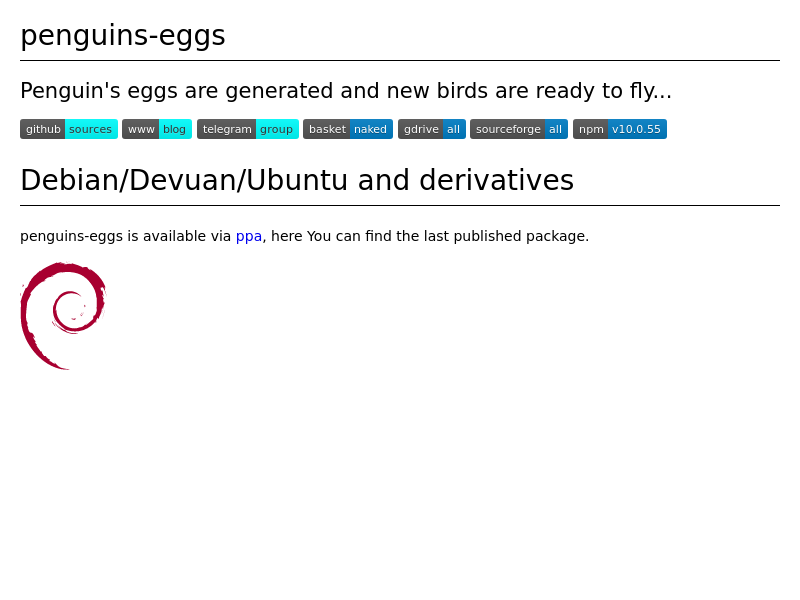 penguins-eggs
Penguin's eggs are generated and new birds are ready to fly...
github sources www blog telegram group basket naked gdrive all sourceforge all npm v10.0.55
Debian/Devuan/Ubuntu and derivatives
penguins-eggs is available via ppa, here You can find the last published package.